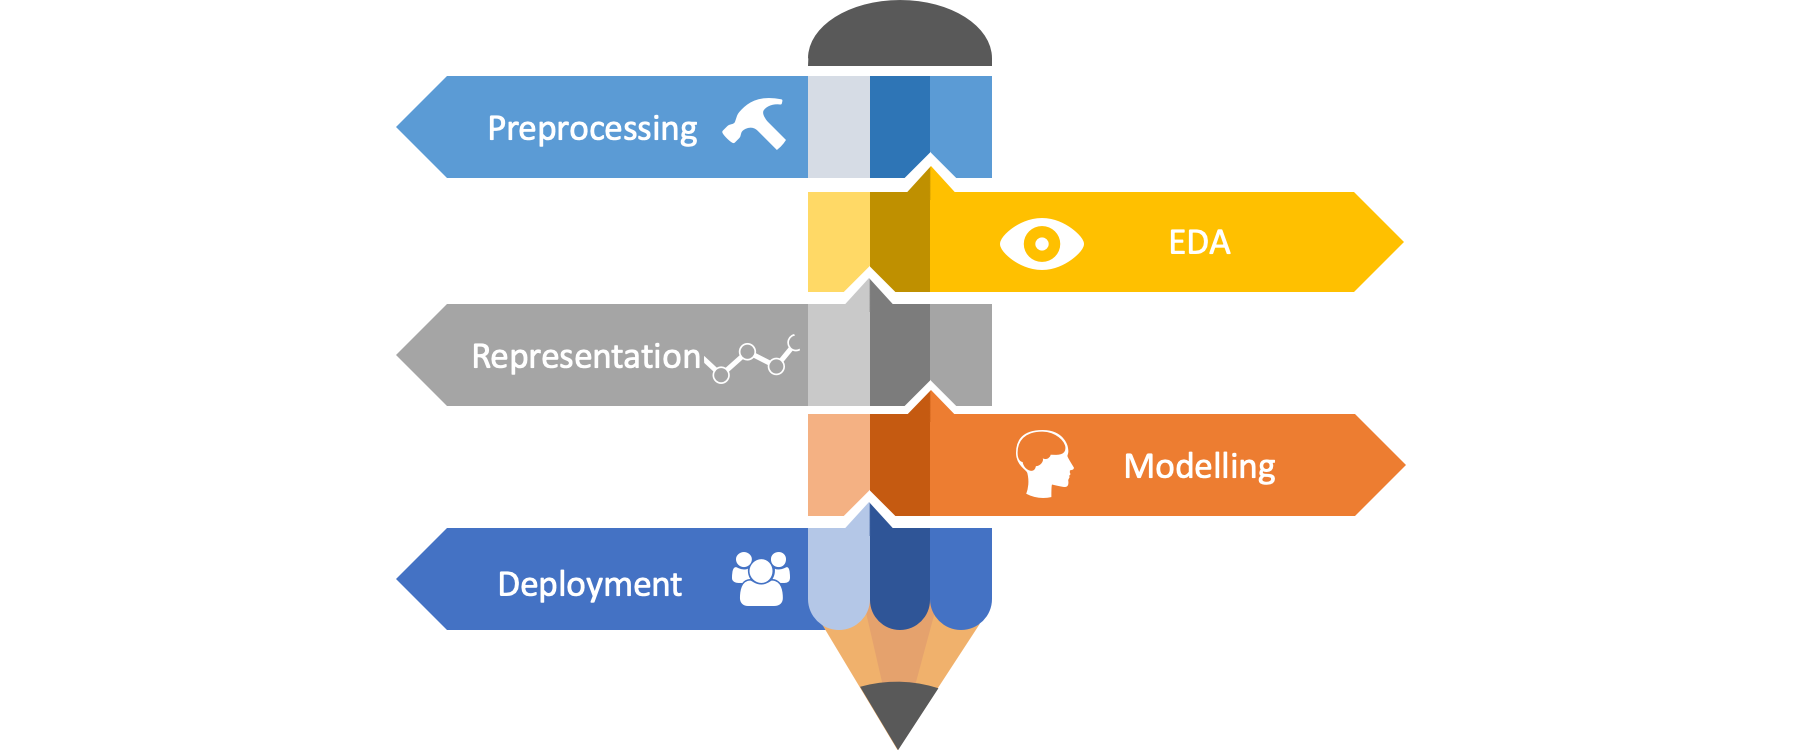 Preprocessing
EDA
Representation
Modelling
Deployment